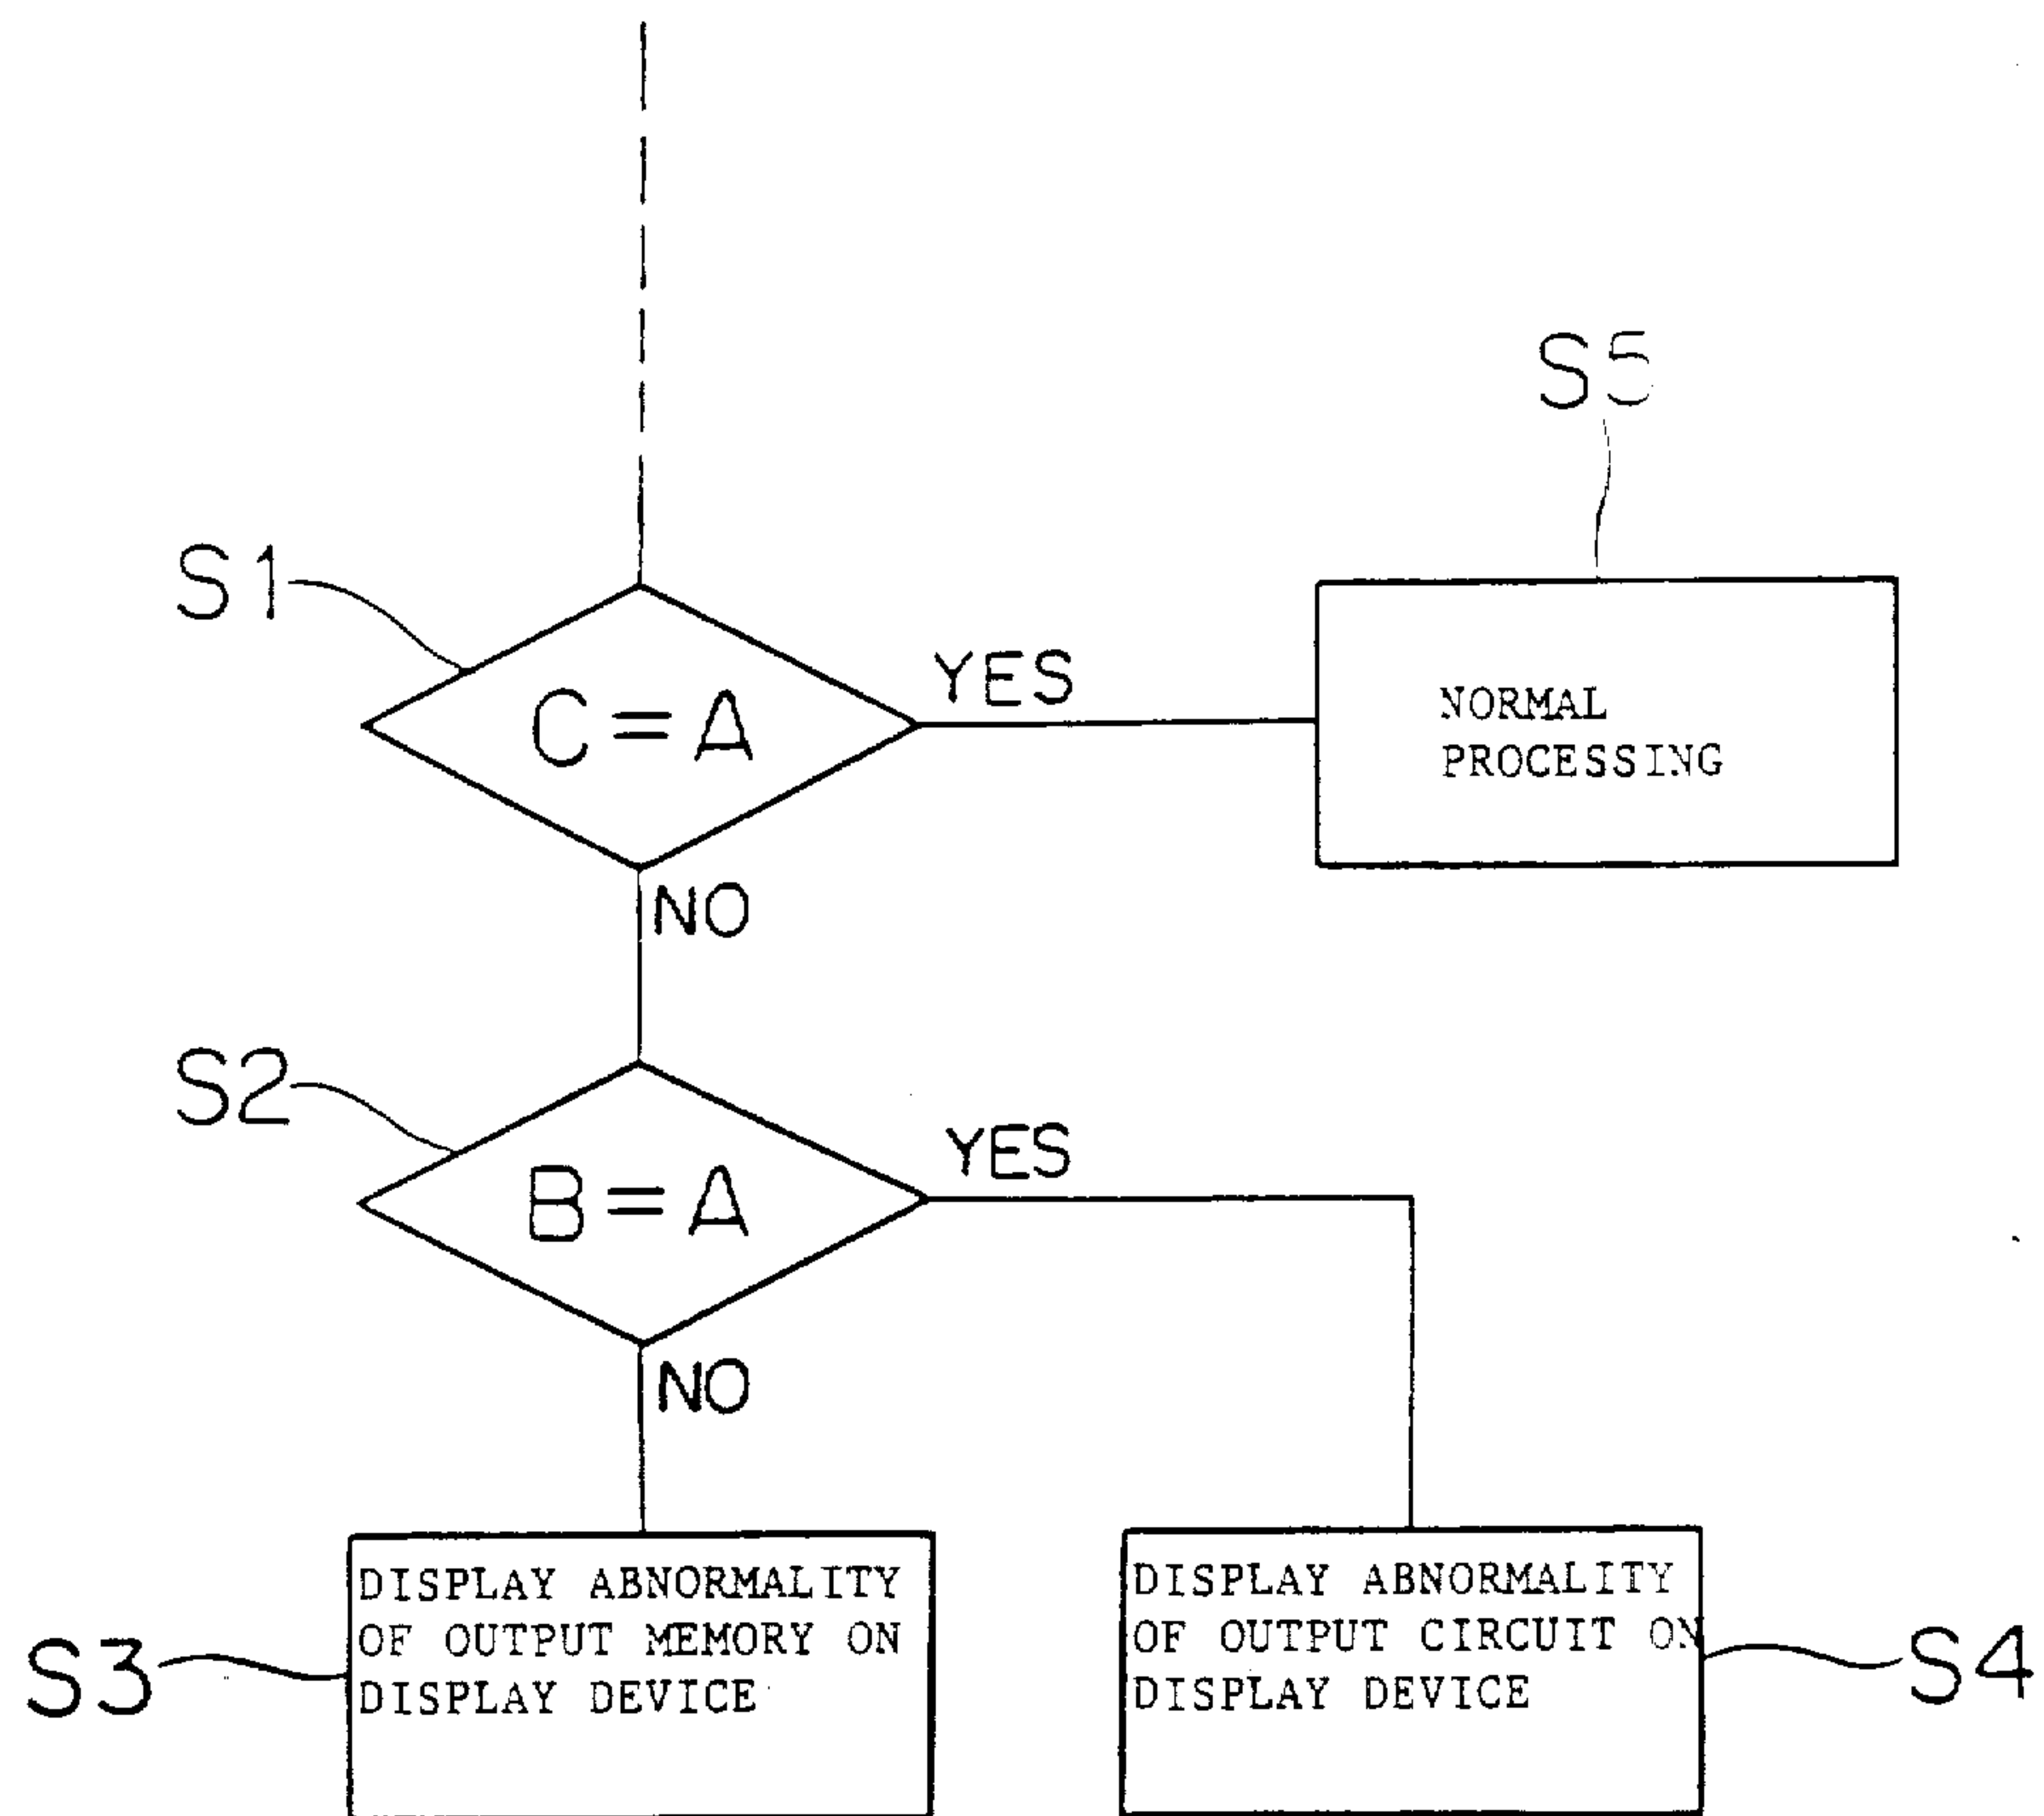 S5
S1
C=A
YES
NORMAL
PROCESSING
NO
S2
B=A
YES
NO
DISPLAY ABNORMALITY
OF OUTPUT MEMORY ON
DISPLAY DEVICE
S3
DISPLAY ABNORMALITY
OF OUTPUT CIRCUIT ON
DISPLAY DEVICE
S4